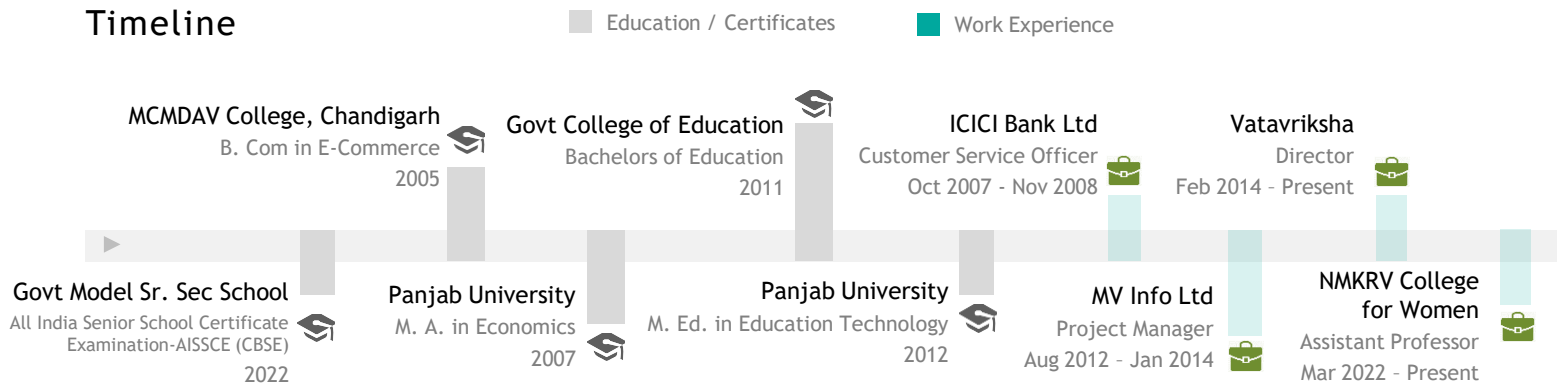 Timeline
Education / Certificates
Work Experience
MCMDAV College, Chandigarh
B. Com in E-Commerce
2005
Govt College of Education
Bachelors of Education
2011
ICICI Bank Ltd
Customer Service Officer
Oct 2007 - Nov 2008
Vatavriksha
Director
Feb 2014 – Present
Govt Model Sr. Sec School
All India Senior School Certificate
Examination-AISSCE (CBSE)
2022
Panjab University
M. A. in Economics
2007
Panjab University
M. Ed. in Education Technology
2012
MV Info Ltd
Project Manager
Aug 2012 – Jan 2014
NMKRV College
for Women
Assistant Professor
Mar 2022 – Present